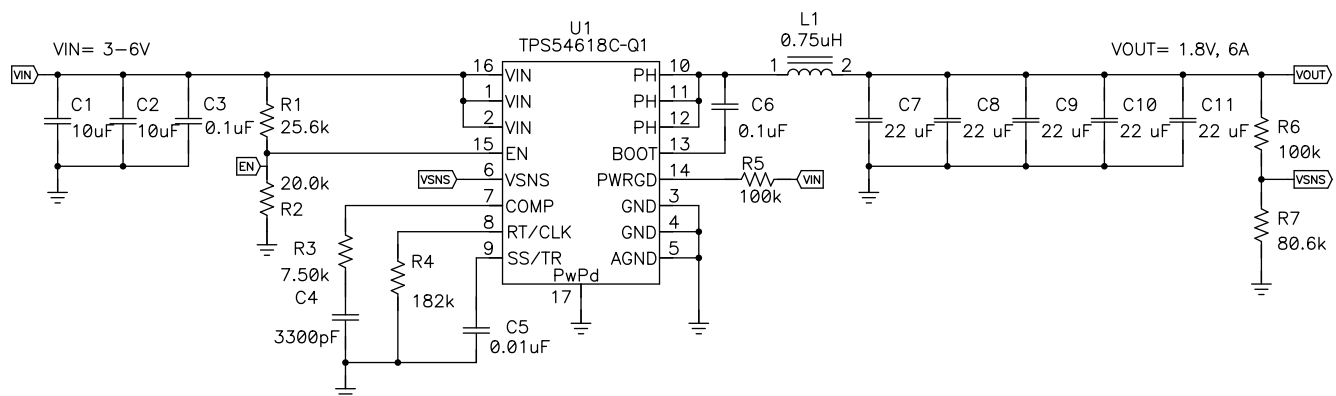 VIN= 3-6V
VIN
C1
10uF
C2
10uF
C3
0.1uF
R1
25.6k
EN
20.0k
R2
U1
TPS54618C-Q1
16
VIN
1
VIN
2
VIN
15
EN
VSNS
6
VSNS
7
COMP
8
RT/CLK
9
SS/TR
PwPd
17
PH
10
PH
11
PH
12
BOOT
13
PWRGD
14
GND
3
GND
4
AGND
5
R3
7.50k
C4
3300pF
R4
182k
C5
0.01uF
L1
0.75uH
1
2
C6
0.1uF
R5
100k
VIN
VOUT= 1.8V, 6A
VOUT
C7
22 uF
C8
22 uF
C9
22 uF
C10
22 uF
C11
22 uF
R6
100k
VSNS
R7
80.6k